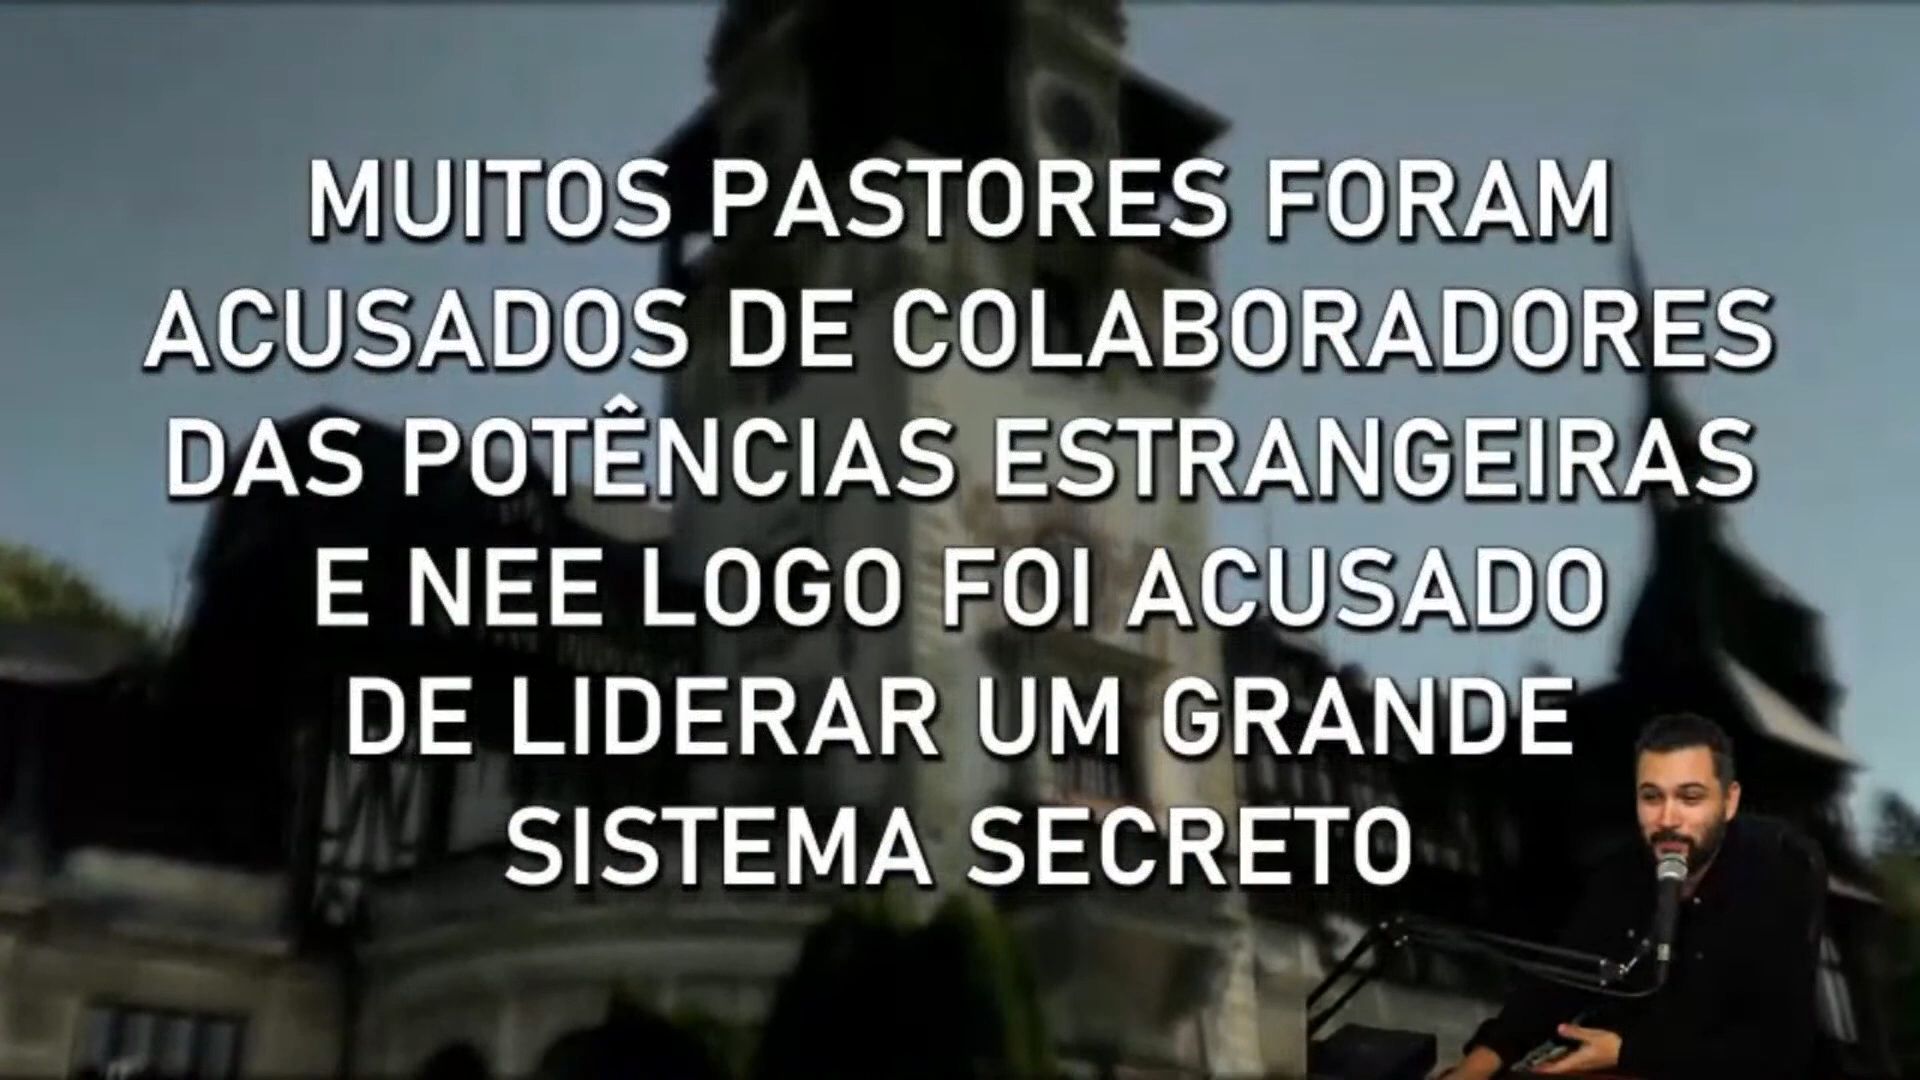 MUITOS PASTORES FORAM
ACUSADOS DE COLABORADORES
DAS POTÊNCIAS ESTRANGEIRAS
E NEE LOGO FOI ACUSADO
DE LIDERAR UM GRANDE
SISTEMA SECRETO